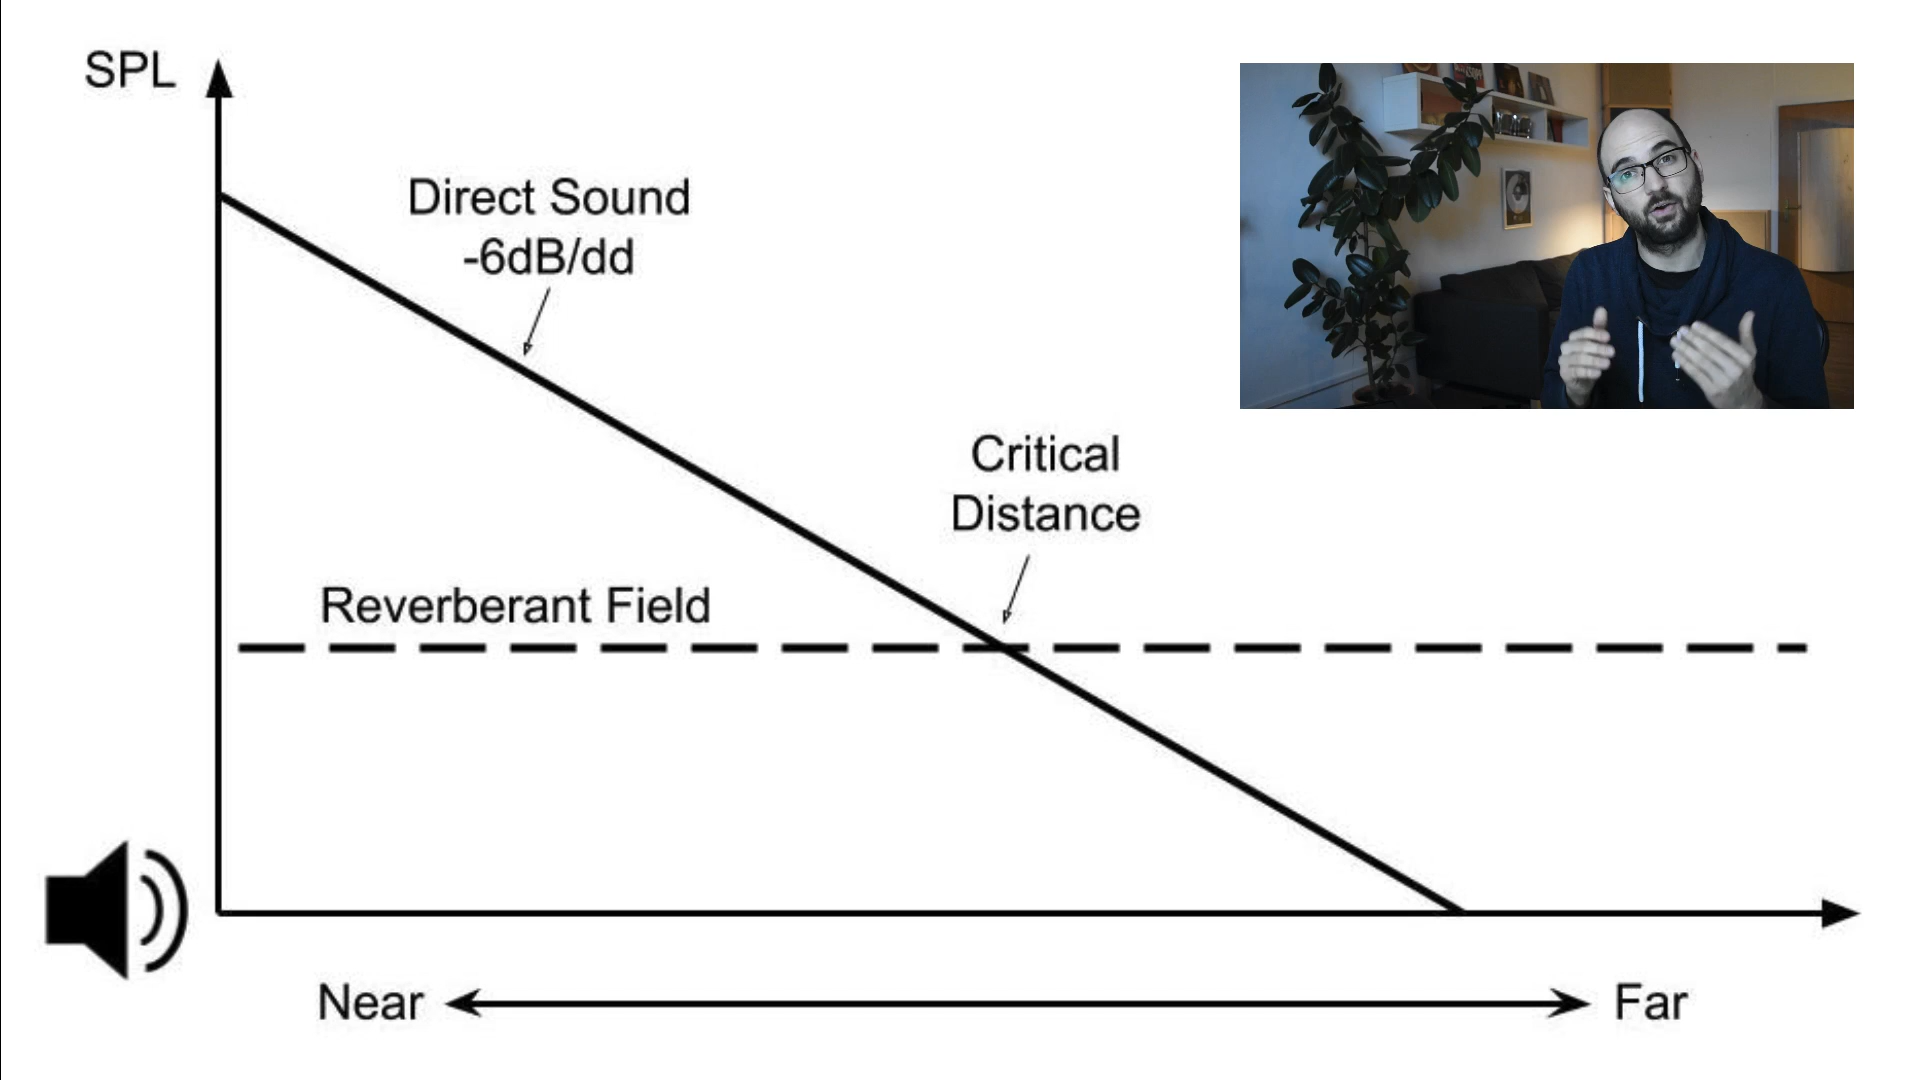 SPL
Direct Sound
-6dB/dd
Critical
Distance
Reverberant Field
Near
Far